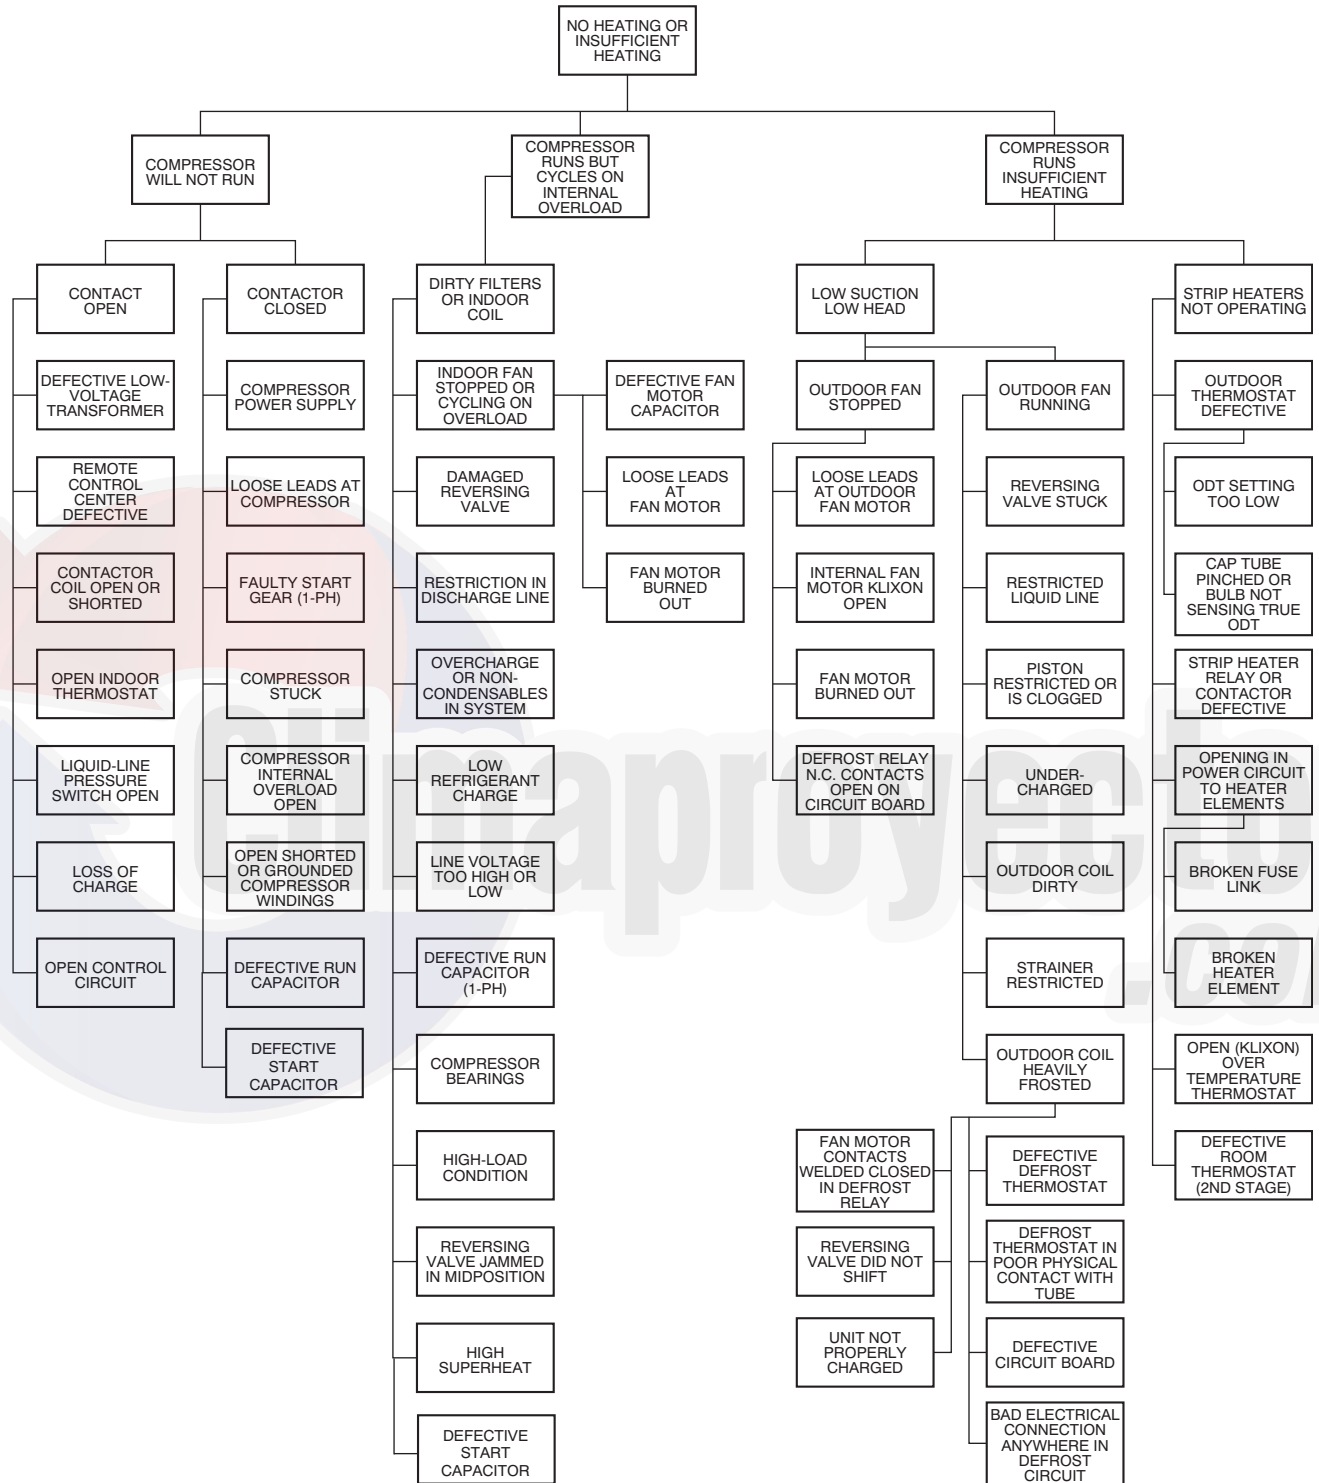 NO HEATING OR
INSUFFICIENT
HEATING
COMPRESSOR
WILL NOT RUN
COMPRESSOR
RUNS BUT
CYCLES ON
INTERNAL
OVERLOAD
COMPRESSOR
RUNS
INSUFFICIENT
HEATING
CONTACT
OPEN
DEFECTIVE LOW-
VOLTAGE
TRANSFORMER
REMOTE
CONTROL
CENTER
DEFECTIVE
CONTACTOR
COIL OPEN OR
SHORTED
OPEN INDOOR
THERMOSTAT
LIQUID-LINE
PRESSURE
SWITCH OPEN
LOSS OF
CHARGE
OPEN CONTROL
CIRCUIT
CONTACTOR
CLOSED
COMPRESSOR
POWER SUPPLY
LOOSE LEADS AT
COMPRESSOR
FAULTY START
GEAR (1-PH)
COMPRESSOR
STUCK
COMPRESSOR
INTERNAL
OVERLOAD
OPEN
OPEN SHORTED
OR GROUNDED
COMPRESSOR
WINDINGS
DEFECTIVE RUN
CAPACITOR
DEFECTIVE
START
CAPACITOR
DIRTY FILTERS
OR INDOOR
COIL
INDOOR FAN
STOPPED OR
CYCLING ON
OVERLOAD
DAMAGED
REVERSING
VALVE
RESTRICTION IN
DISCHARGE LINE
OVERCHARGE
OR NON-
CONDENSABLES
IN SYSTEM
LOW
REFRIGERANT
CHARGE
LINE VOLTAGE
TOO HIGH OR
LOW
DEFECTIVE RUN
CAPACITOR
(1-PH)
COMPRESSOR
BEARINGS
HIGH-LOAD
CONDITION
REVERSING
VALVE JAMMED
IN MIDPOSITION
HIGH
SUPERHEAT
DEFECTIVE
START
CAPACITOR
DEFECTIVE FAN
MOTOR
CAPACITOR
LOOSE LEADS
AT
FAN MOTOR
FAN MOTOR
BURNED
OUT
LOW SUCTION
LOW HEAD
OUTDOOR FAN
STOPPED
LOOSE LEADS
AT OUTDOOR
FAN MOTOR
INTERNAL FAN
MOTOR KLIXON
OPEN
FAN MOTOR
BURNED OUT
DEFROST RELAY
N.C. CONTACTS
OPEN ON
CIRCUIT BOARD
OUTDOOR FAN
RUNNING
REVERSING
VALVE STUCK
RESTRICTED
LIQUID LINE
PISTON
RESTRICTED OR
IS CLOGGED
UNDER-
CHARGED
OUTDOOR COIL
DIRTY
STRAINER
RESTRICTED
OUTDOOR COIL
HEAVILY
FROSTED
FAN MOTOR
CONTACTS
WELDED CLOSED
IN DEFROST
RELAY
REVERSING
VALVE DID NOT
SHIFT
UNIT NOT
PROPERLY
CHARGED
DEFECTIVE
DEFROST
THERMOSTAT
DEFROST
THERMOSTAT IN
POOR PHYSICAL
CONTACT WITH
TUBE
DEFECTIVE
CIRCUIT BOARD
BAD ELECTRICAL
CONNECTION
ANYWHERE IN
DEFROST
CIRCUIT
STRIP HEATERS
NOT OPERATING
OUTDOOR
THERMOSTAT
DEFECTIVE
ODT SETTING
TOO LOW
CAP TUBE
PINCHED OR
BULB NOT
SENSING TRUE
ODT
STRIP HEATER
RELAY OR
CONTACTOR
DEFECTIVE
OPENING IN
POWER CIRCUIT
TO HEATER
ELEMENTS
BROKEN FUSE
LINK
BROKEN
HEATER
ELEMENT
OPEN (KLIXON)
OVER
TEMPERATURE
THERMOSTAT
DEFECTIVE
ROOM
THERMOSTAT
(2ND STAGE)
Climaproyecto
.co